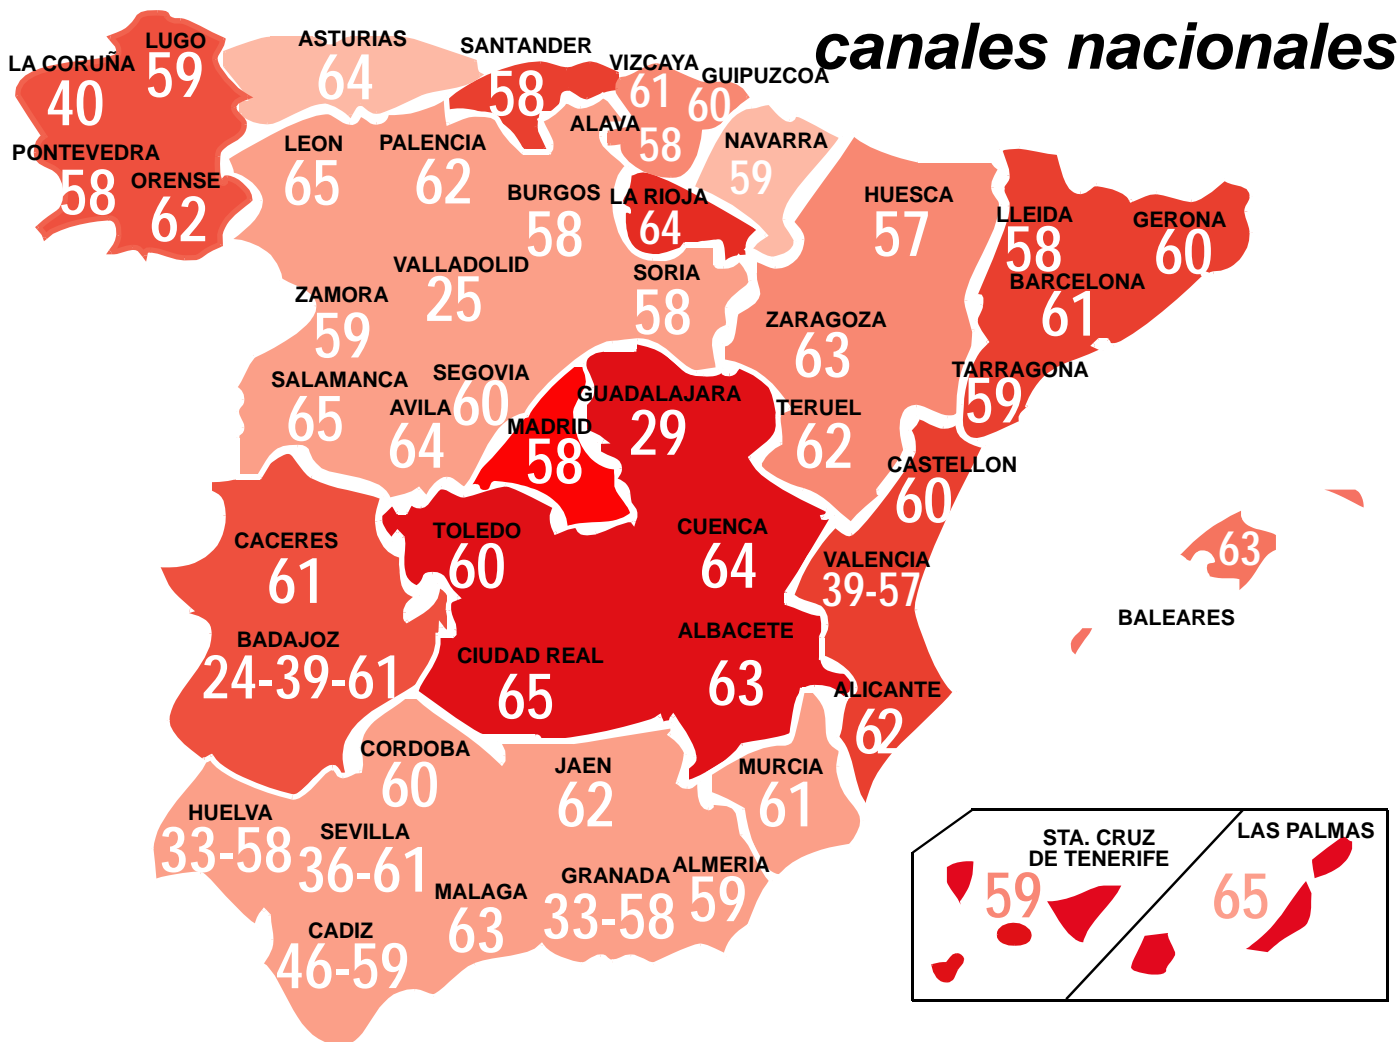 canales nacionales
LUGO
59
LA CORUÑA
40
ASTURIAS
64
SANTANDER
58
VIZCAYA
61
GUIPUZCOA
60
ALAVA
58
NAVARRA
59
PONTEVEDRA
58
ORENSE
62
LEON
65
PALENCIA
62
BURGOS
58
LA RIOJA
64
HUESCA
57
LLEIDA
58
GERONA
60
BARCELONA
61
VALLADOLID
25
SORIA
58
ZAMORA
59
ZARAGOZA
63
TARRAGONA
59
SALAMANCA
65
SEGOVIA
60
AVILA
64
MADRID
58
GUADALAJARA
29
TERUEL
62
CASTELLON
60
CACERES
61
TOLEDO
60
CUENCA
64
VALENCIA
39-57
63
BALEARES
BADAJOZ
24-39-61
CIUDAD REAL
65
ALBACETE
63
ALICANTE
62
CORDOBA
60
JAEN
62
MURCIA
61
HUELVA
33-58
SEVILLA
36-61
MALAGA
63
GRANADA
33-58
ALMERIA
59
CADIZ
46-59
STA. CRUZ
DE TENERIFE
59
LAS PALMAS
65